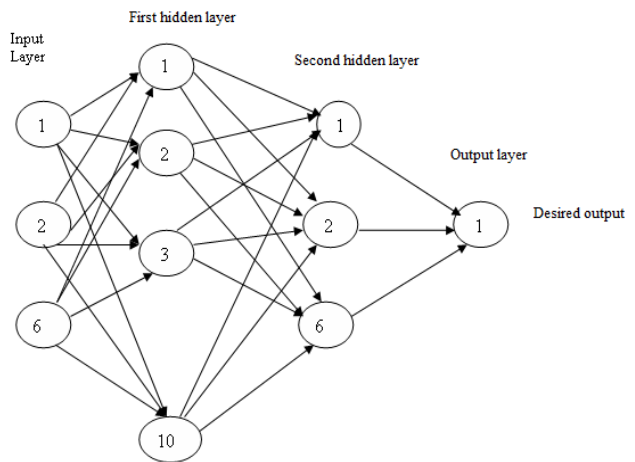 First hidden layer
Input
Layer
Second hidden layer
Output layer
Desired output
1
2
6
1
2
3
10
1
2
6
1